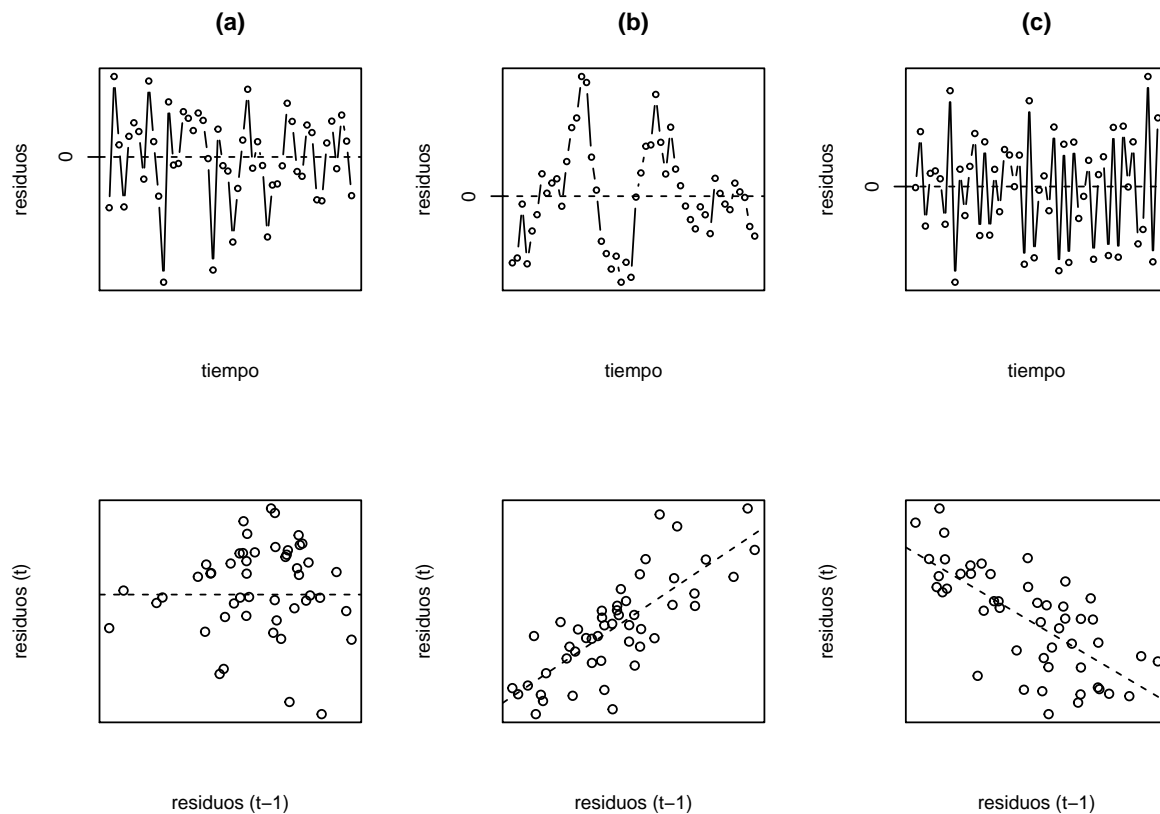 (a)
residuos
0
tiempo
(b)
residuos
0
tiempo
(c)
residuos
0
tiempo
residuos (t)
residuos (t−1)
residuos (t)
residuos (t−1)
residuos (t)
residuos (t−1)